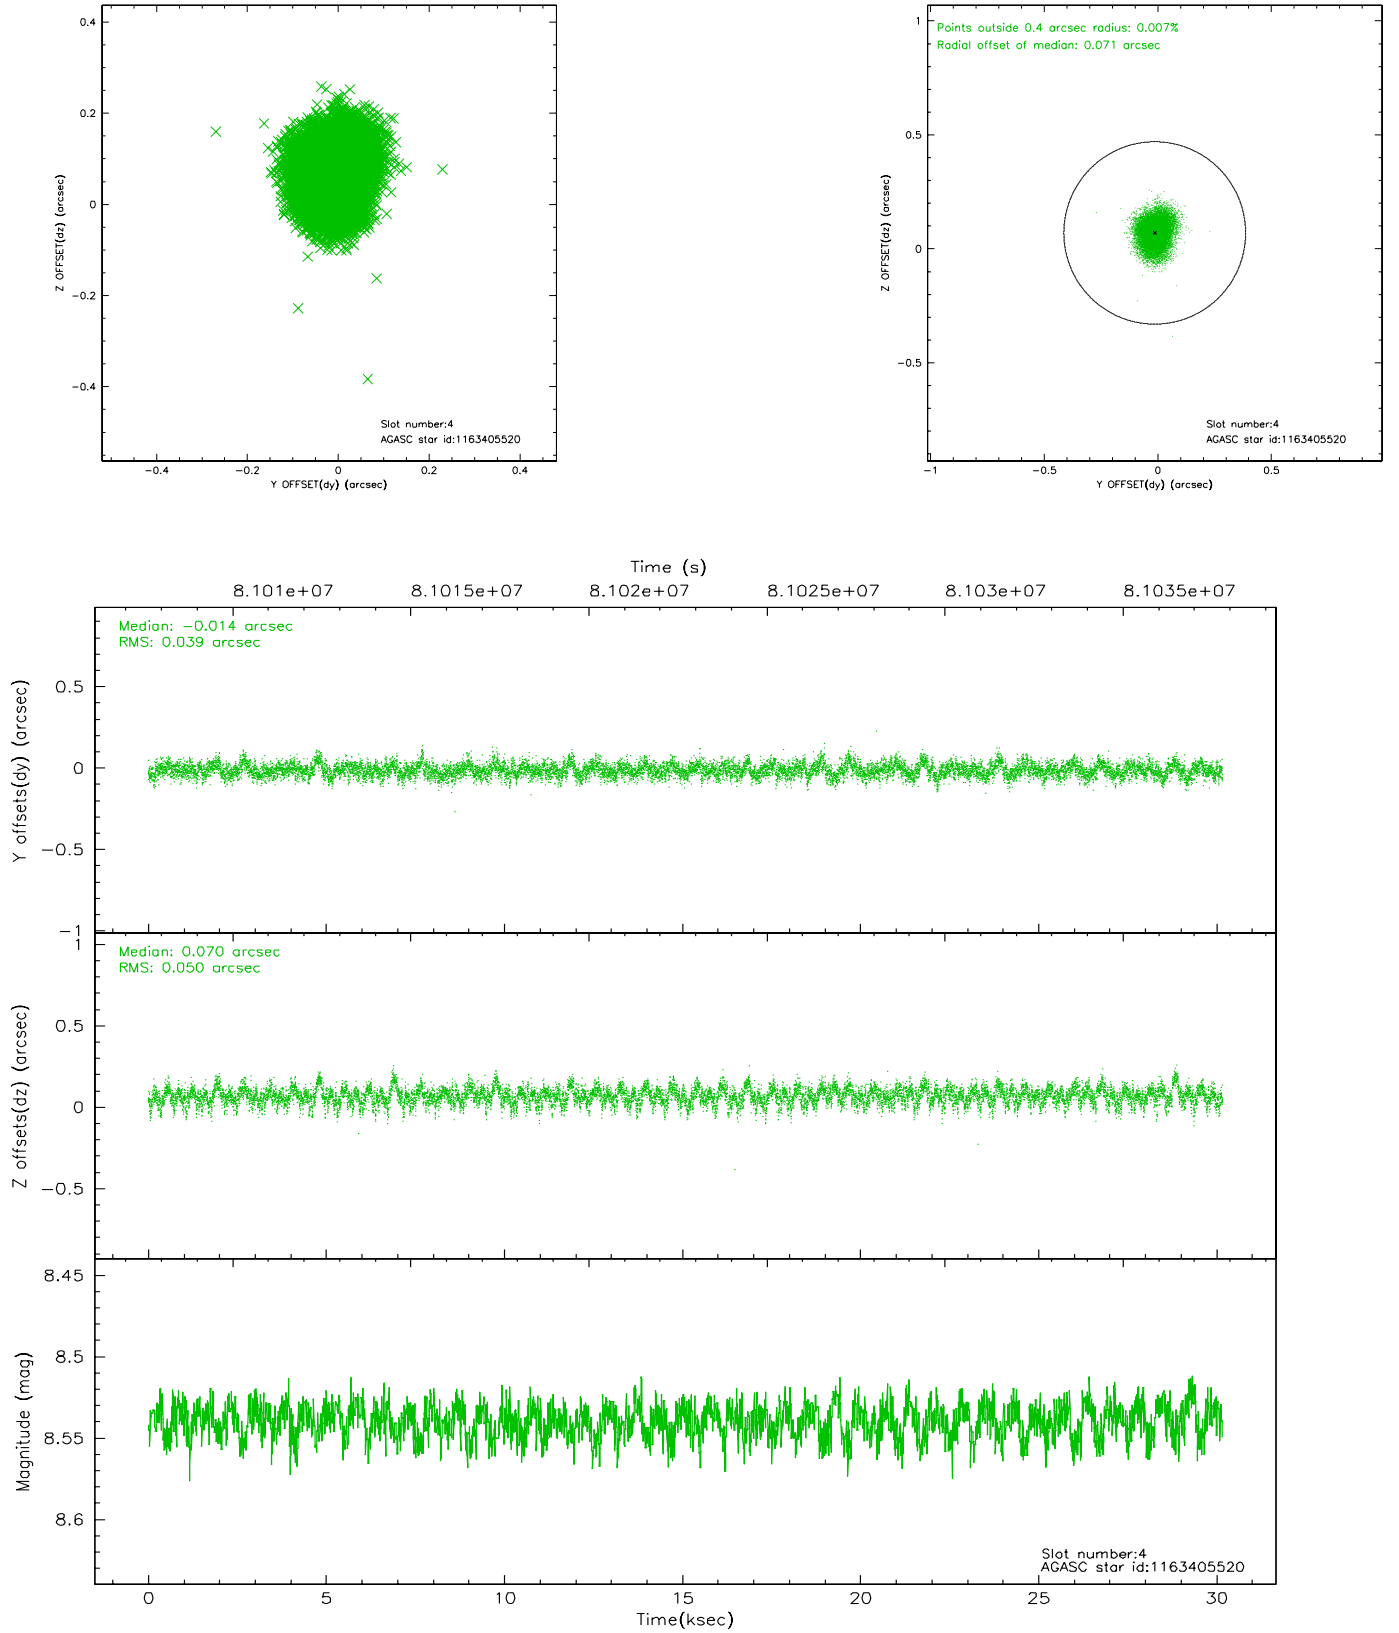 0.4
0.2
0
−0.2
−0.4
Z OFFSET(dz) (arcsec)
Slot number:4
AGASC star id:1163405520
−0.4 −0.2 0 0.2 0.4
Y OFFSET(dy) (arcsec)
Points outside 0.4 arcsec radius: 0.007%
Radial offset of median: 0.071 arcsec
1
0.5
0
−0.5
Z OFFSET(dz) (arcsec)
Slot number:4
AGASC star id:1163405520
−1 −0.5 0 0.5
Y OFFSET(dy) (arcsec)
Time (s)
8.101e+07 8.1015e+07 8.102e+07 8.1025e+07 8.103e+07 8.1035e+07
Median: −0.014 arcsec
RMS: 0.039 arcsec
0.5
0
−0.5
−1
Y offsets(dy) (arcsec)
Median: 0.070 arcsec
RMS: 0.050 arcsec
1
0.5
0
−0.5
Z offsets(dz) (arcsec)
8.45
8.5
8.55
8.6
Magnitude (mag)
Slot number:4
AGASC star id:1163405520
0 5 10 15 20 25 30
Time(ksec)